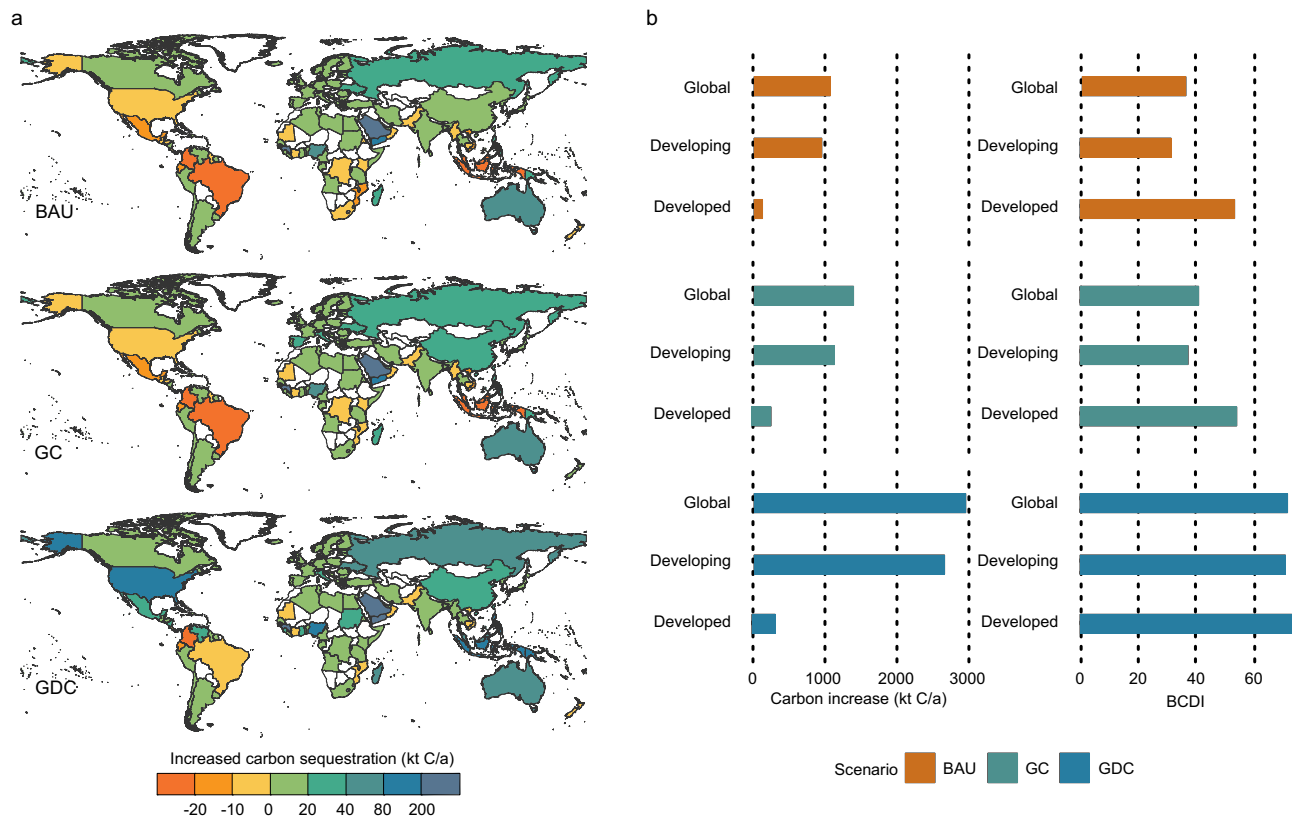 a
BAU
GC
GDC
Increased carbon sequestration (kt C/a)
-20 -10 0 20 40 80 200
b
Global
Developing
Developed
Global
Developing
Developed
Global
Developing
Developed
0 1000 2000 3000
Carbon increase (kt C/a)
Global
Developing
Developed
Global
Developing
Developed
Global
Developing
Developed
0 20 40 60
BCDI
Scenario BAU GC GDC